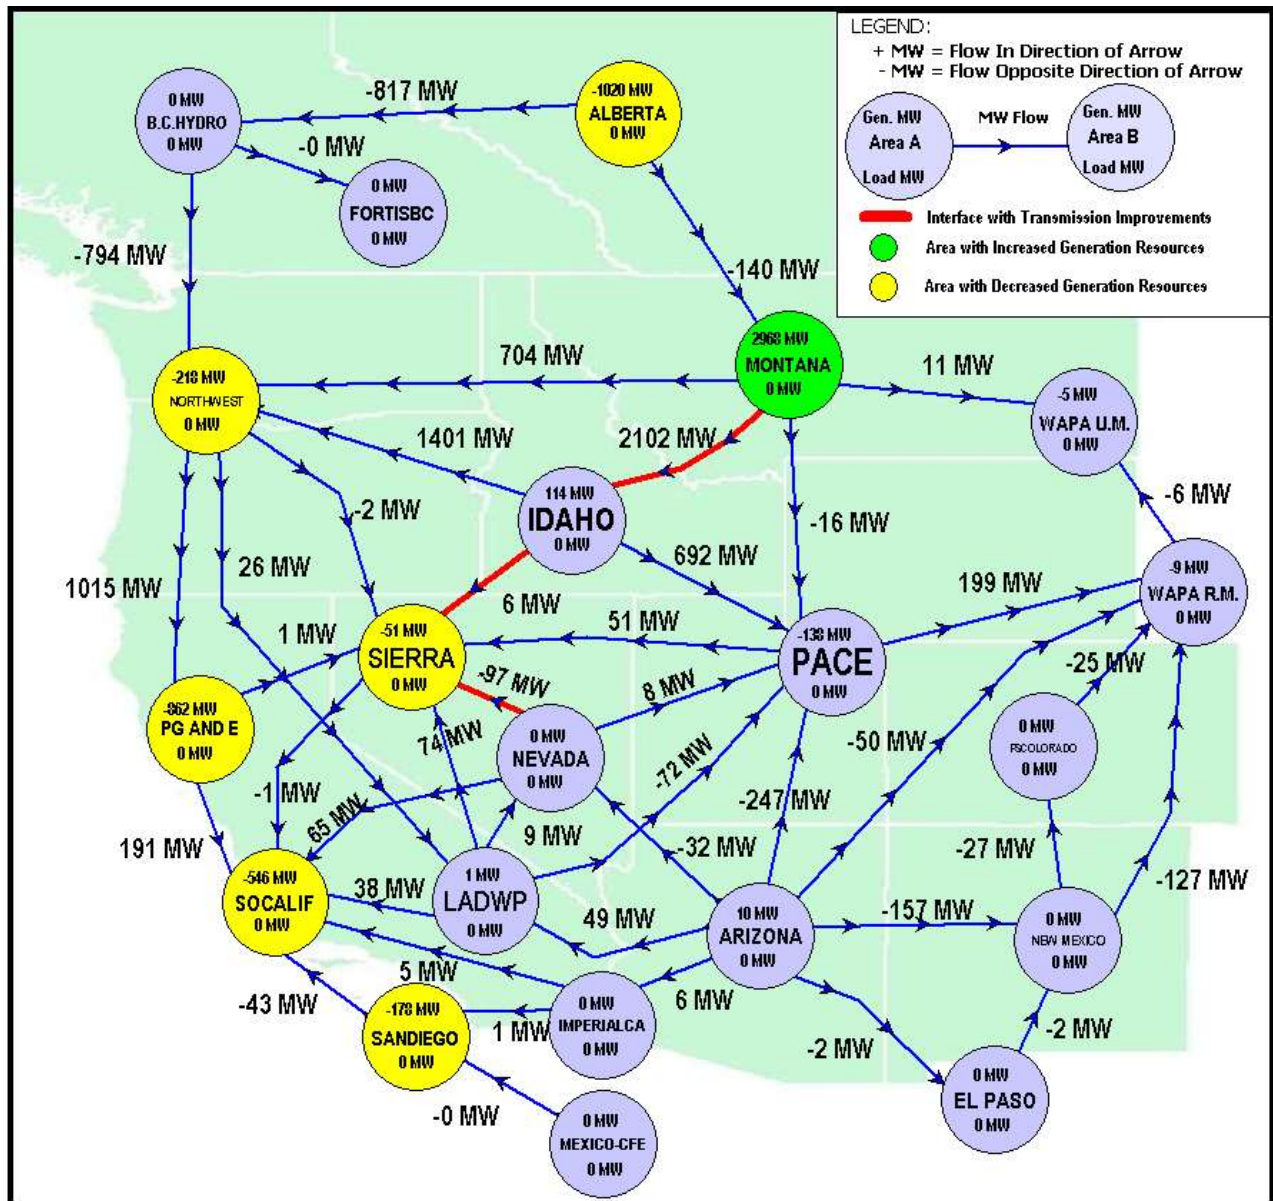 LEGEND:
+ MW = Flow In Direction of Arrow
- MW = Flow Opposite Direction of Arrow
Gen. MW
Area A
Load MW
MW Flow
Gen. MW
Area B
Load MW
Interface with Transmission Improvements
Area with Increased Generation Resources
Area with Decreased Generation Resources
0 MW
B.C.HYDRO
0 MW
-817 MW
-1020 MW
ALBERTA
0 MW
-0 MW
0 MW
FORTISBC
0 MW
-794 MW
-140 MW
2968 MW
MONTANA
0 MW
704 MW
11 MW
-218 MW
NORTHWEST
0 MW
-5 MW
WAPA U.M.
0 MW
1401 MW
2102 MW
114 MW
IDAHO
0 MW
-2 MW
-16 MW
-6 MW
1015 MW
26 MW
692 MW
199 MW
-9 MW
WAPA R.M.
0 MW
6 MW
1 MW
51 MW
-51 MW
SIERRA
0 MW
-138 MW
PACE
0 MW
-25 MW
-97 MW
8 MW
-862 MW
PG AND E
0 MW
74 MW
0 MW
NEVADA
0 MW
-72 MW
-50 MW
0 MW
PSCOLORADO
0 MW
-1 MW
65 MW
-247 MW
191 MW
9 MW
-32 MW
-27 MW
-127 MW
-546 MW
SOCALIF
0 MW
38 MW
1 MW
LADWP
0 MW
49 MW
10 MW
ARIZONA
0 MW
-157 MW
0 MW
NEW MEXICO
0 MW
5 MW
6 MW
-43 MW
-178 MW
SANDIEGO
0 MW
1 MW
0 MW
IMPERIALCA
0 MW
-2 MW
-2 MW
0 MW
EL PASO
0 MW
-0 MW
0 MW
MEXICO-CFE
0 MW